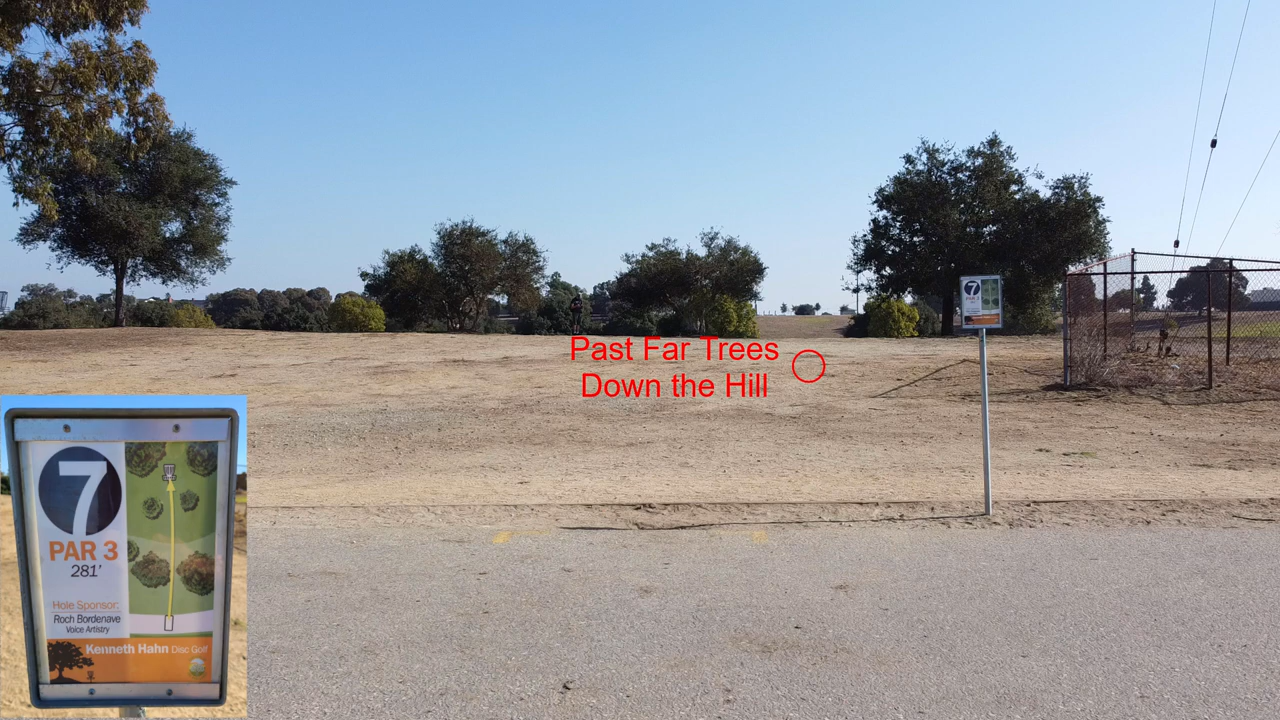 Past Far Trees
Down the Hill
7
7
PAR 3
281'
Hole Sponsor:
Roch Bordenave
Voice Artistry
Kenneth Hahn Disc Golf